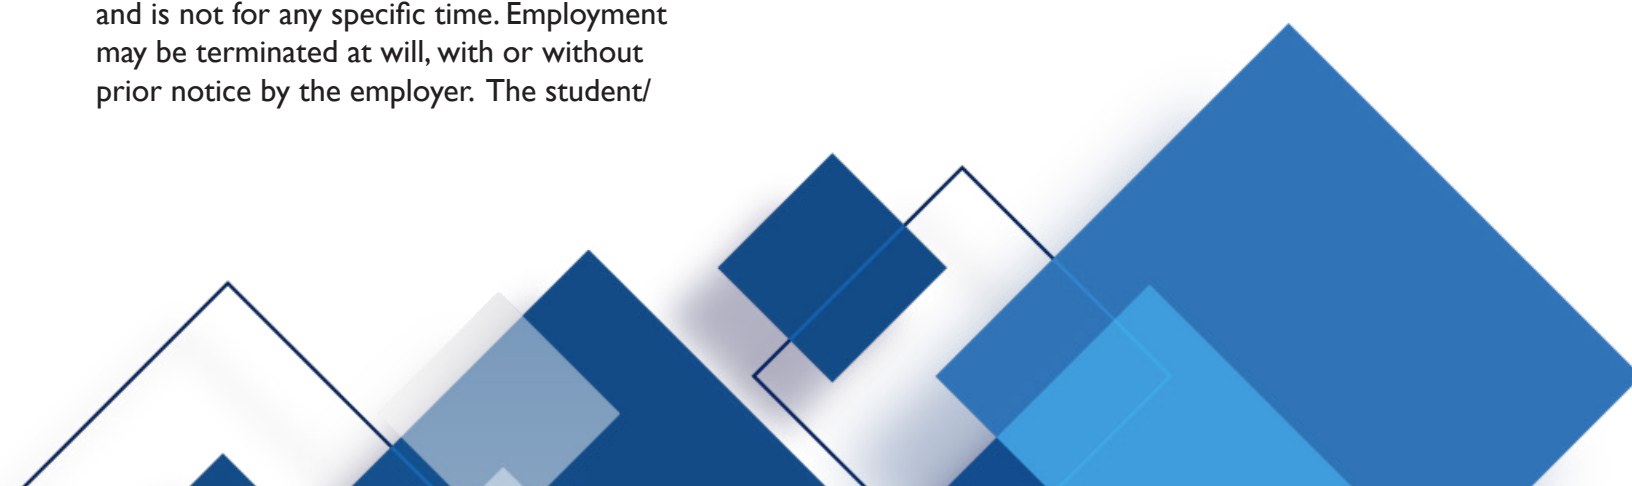 and is not for any specific time. Employment
may be terminated at will, with or without
prior notice by the employer.  The student/